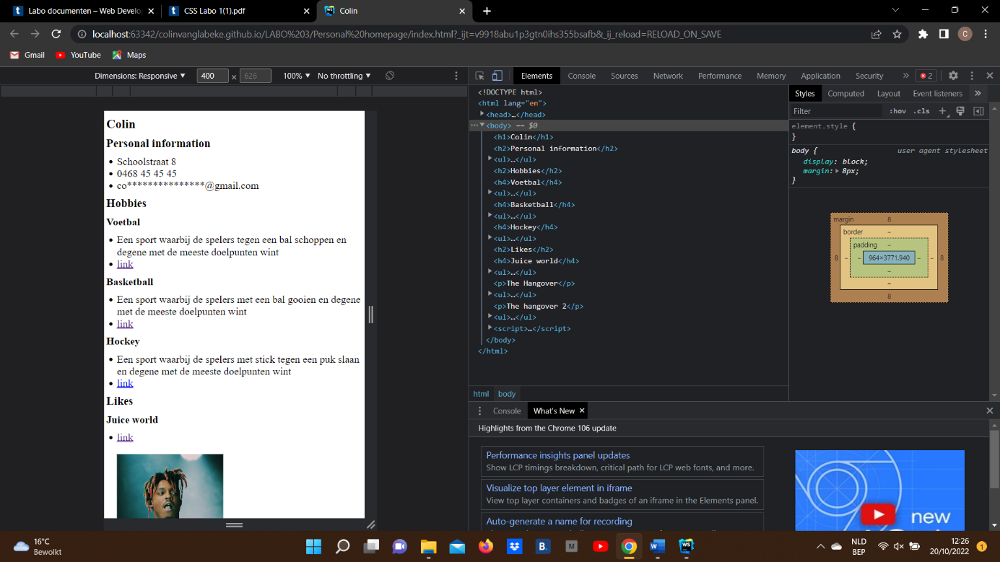 Labo documenten – Web Develo
CSS Labo 1(1).pdf
Colin
localhost:63342/colinvanglabeke.github.io/LABO%203/Personal%20homepage/index.html?_ijt=v9918abu1p3gtn0ihs355bsafb&_ij_reload=RELOAD_ON_SAVE
C
Gmail YouTube Maps
Dimensions: Responsive ▼ 400 × 626 100% ▼ No throttling ▼
Elements Console Sources Network Performance Memory Application Security » 2
Colin
Personal information
• Schoolstraat 8
• 0468 45 45 45
• co***************@gmail.com
Hobbies
Voetbal
• Een sport waarbij de spelers tegen een bal schoppen en
degene met de meeste doelpunten wint
• link
Basketball
• Een sport waarbij de spelers met een bal gooien en degene
met de meeste doelpunten wint
• link
Hockey
• Een sport waarbij de spelers met stick tegen een puk slaan
en degene met de meeste doelpunten wint
• link
Likes
Juice world
• link
<!DOCTYPE html>
<html lang="en">
<head>…</head>
<body> == $0
<h1>Colin</h1>
<h2>Personal information</h2>
<ul>…</ul>
<h2>Hobbies</h2>
<h4>Voetbal</h4>
<ul>…</ul>
<h4>Basketball</h4>
<ul>…</ul>
<h4>Hockey</h4>
<ul>…</ul>
<h2>Likes</h2>
<h4>Juice world</h4>
<ul>…</ul>
<p>The Hangover</p>
<ul>…</ul>
<p>The hangover 2</p>
<ul>…</ul>
<script>…</script>
</body>
</html>
html body
Styles Computed Layout Event listeners »
Filter :hov .cls +
element.style {
}
body { user agent stylesheet
display: block;
margin: 8px;
}
margin 8
border –
padding –
8 – – 964×3771.940 – – 8
–
–
8
Console What's New ×
Highlights from the Chrome 106 update
Performance insights panel updates
Show LCP timings breakdown, critical path for LCP web fonts, and more.
Visualize top layer element in iframe
View top layer containers and badges of an iframe in the Elements panel.
Auto-generate a name for recording
new
16°C
Bewolkt
B.
M
W
WS
NLD
BEP
12:26
20/10/2022
1